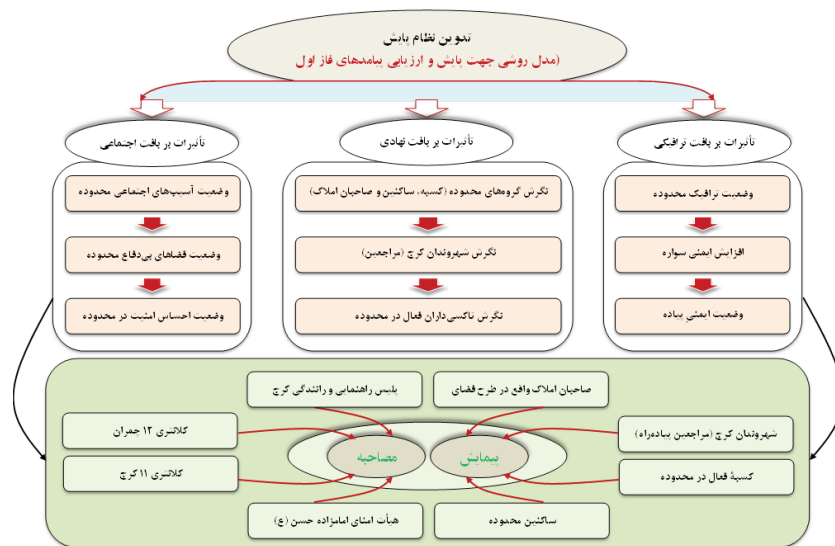 تدوین نظام پایش
(مدل روشی جهت پایش و ارزیابی پیامدهای فاز اول
تأثیرات بر بافت ترافیکی
تأثیرات بر بافت نهادی
تأثیرات بر بافت اجتماعی
وضعیت ترافیک محدوده
افزایش ایمنی سواره
وضعیت ایمنیِ پیاده
نگرش گروه‌های محدوده (کسبه، ساکنین و صاحبان املاک)
نگرش شهروندان کرج (مراجعین)
نگرش تاکسی‌داران فعال در محدوده
وضعیت آسیب‌های اجتماعی محدوده
وضعیت فضاهای بی‌دفاع محدوده
وضعیت احساس امنیت در محدوده
صاحبان املاک واقع در طرح فضای
پلیس راهنمایی و رانندگی کرج
شهروندان کرج (مراجعین پیاده‌راه)
کلانتری ۱۲ چمران
پیمایش
مصاحبه
کسبهٔ فعال در محدوده
کلانتری ۱۱ کرج
ساکنین محدوده
هیأت امنای امامزاده حسن (ع)